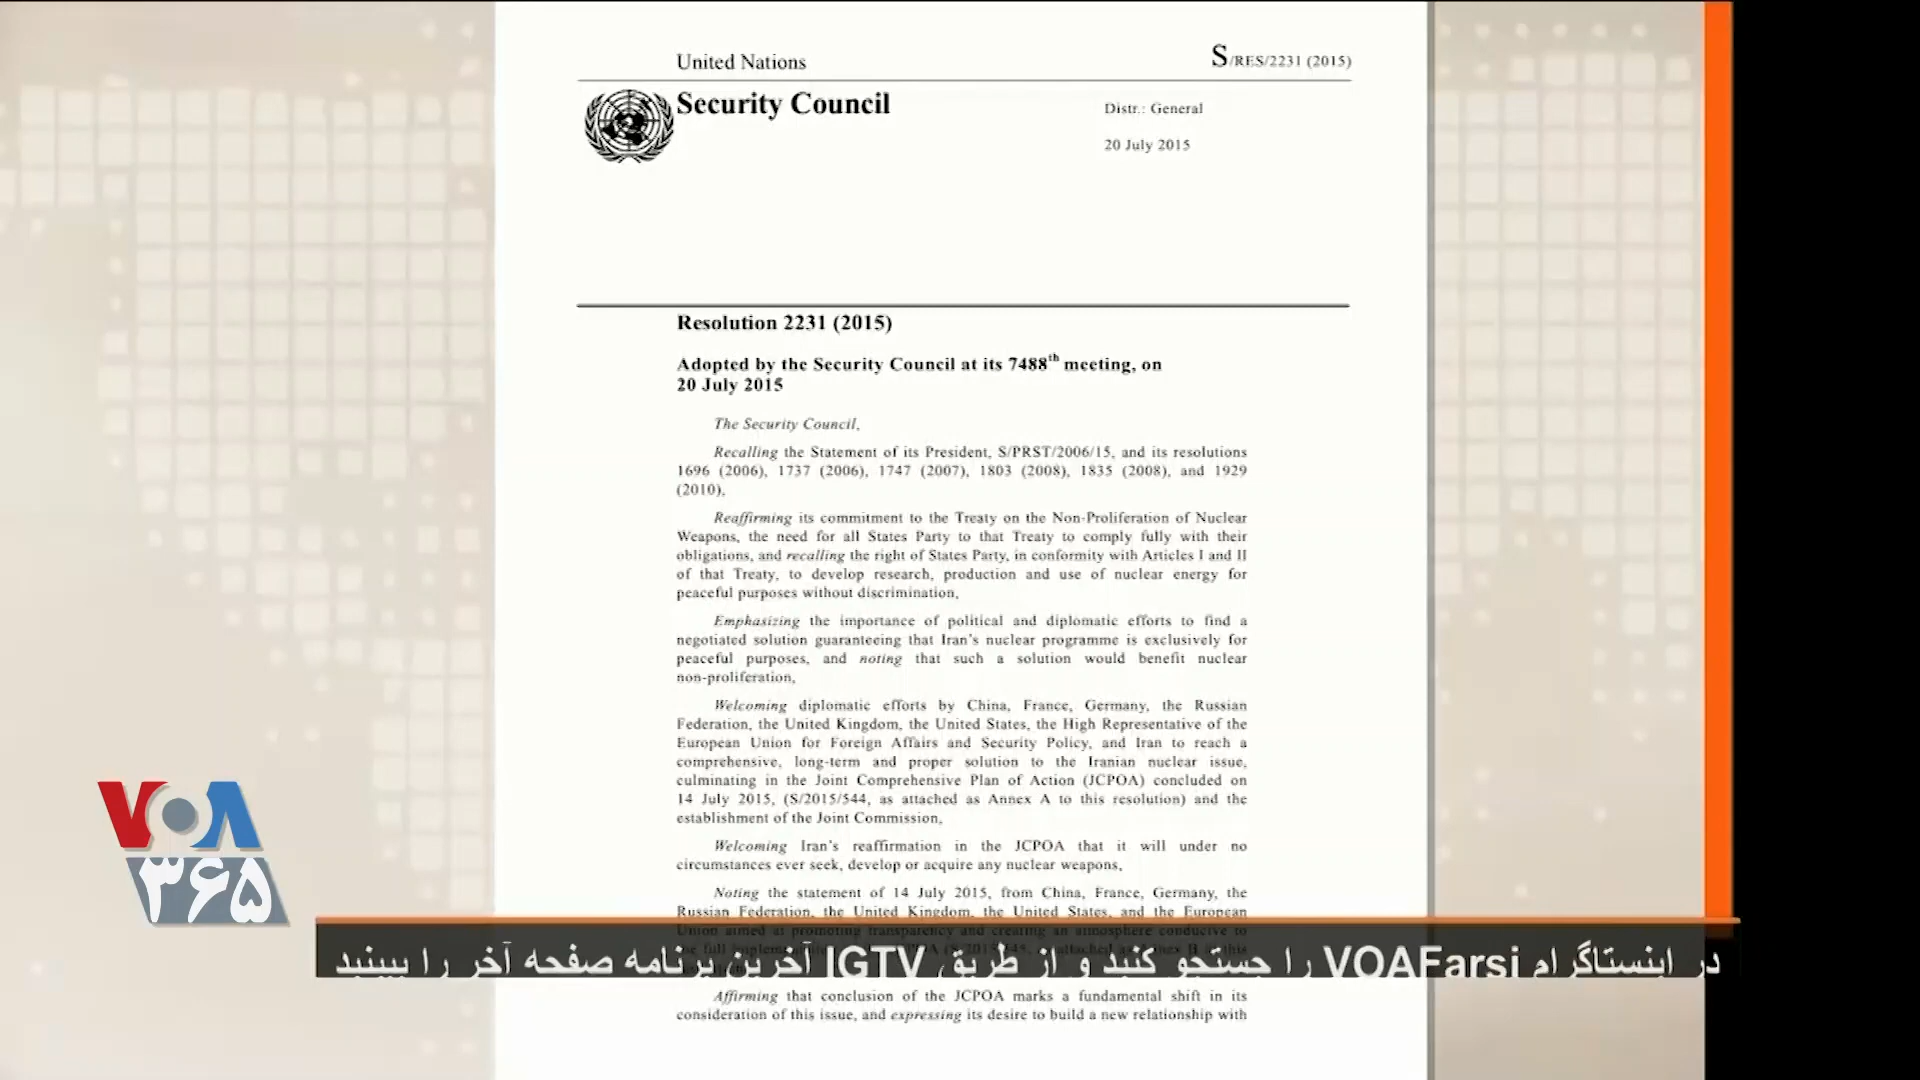 United Nations
S/RES/2231 (2015)
Security Council
Distr.: General
20 July 2015
Resolution 2231 (2015)
Adopted by the Security Council at its 7488th meeting, on
20 July 2015
The Security Council,
Recalling the Statement of its President, S/PRST/2006/15, and its resolutions
1696 (2006), 1737 (2006), 1747 (2007), 1803 (2008), 1835 (2008), and 1929
(2010),
Reaffirming its commitment to the Treaty on the Non-Proliferation of Nuclear
Weapons, the need for all States Party to that Treaty to comply fully with their
obligations, and recalling the right of States Party, in conformity with Articles I and II
of that Treaty, to develop research, production and use of nuclear energy for
peaceful purposes without discrimination,
Emphasizing the importance of political and diplomatic efforts to find a
negotiated solution guaranteeing that Iran's nuclear programme is exclusively for
peaceful purposes, and noting that such a solution would benefit nuclear
non-proliferation,
Welcoming diplomatic efforts by China, France, Germany, the Russian
Federation, the United Kingdom, the United States, the High Representative of the
European Union for Foreign Affairs and Security Policy, and Iran to reach a
comprehensive, long-term and proper solution to the Iranian nuclear issue,
culminating in the Joint Comprehensive Plan of Action (JCPOA) concluded on
14 July 2015, (S/2015/544, as attached as Annex A to this resolution) and the
establishment of the Joint Commission,
Welcoming Iran's reaffirmation in the JCPOA that it will under no
circumstances ever seek, develop or acquire any nuclear weapons,
Noting the statement of 14 July 2015, from China, France, Germany, the
Russian Federation, the United Kingdom, the United States, and the European
Union aimed at promoting transparency and creating an atmosphere conducive to
VOA
۳۶۵
در اینستاگرام VOAFarsi را جستجو کنید و از طریق IGTV آخرین برنامه صفحه آخر را ببینید
Affirming that conclusion of the JCPOA marks a fundamental shift in its
consideration of this issue, and expressing its desire to build a new relationship with